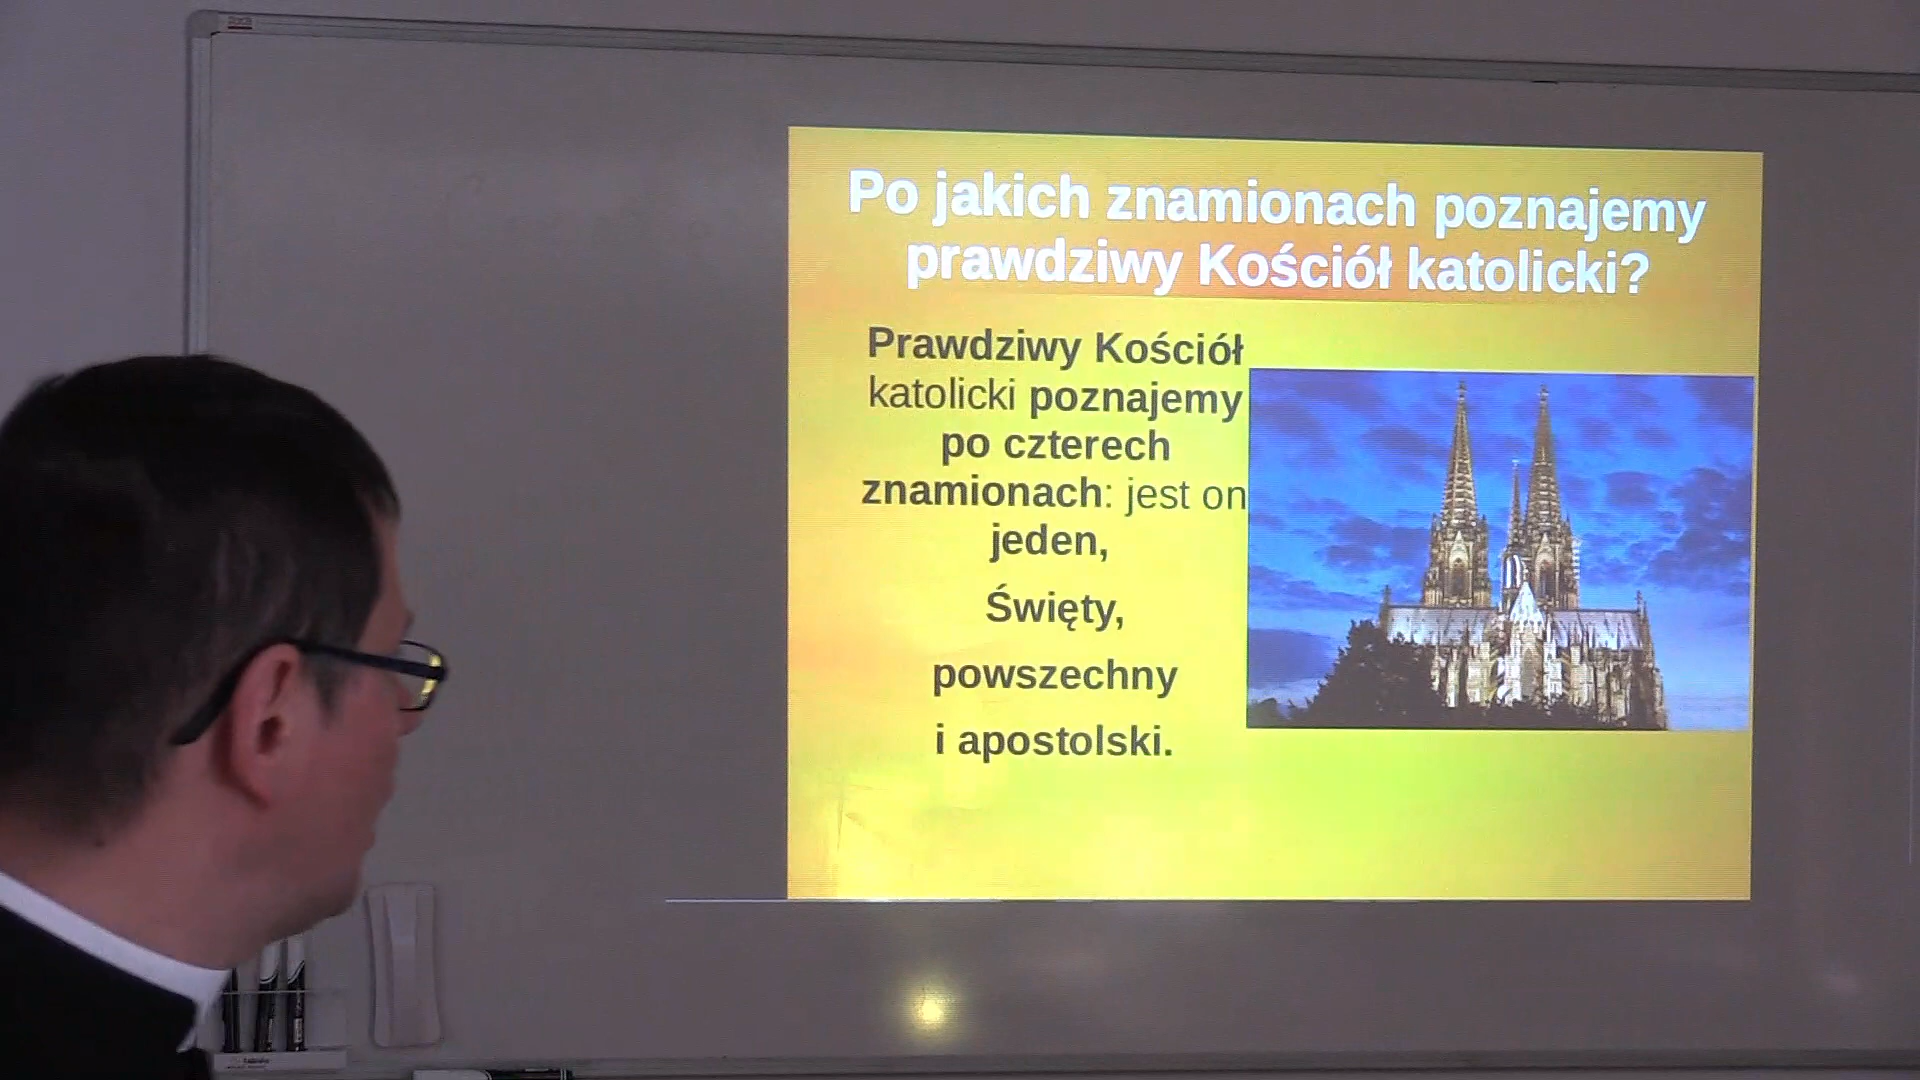 Po jakich znamionach poznajemy
prawdziwy Kościół katolicki?
Prawdziwy Kościół
katolicki poznajemy
po czterech
znamionach: jest on
jeden,
Święty,
powszechny
i apostolski.